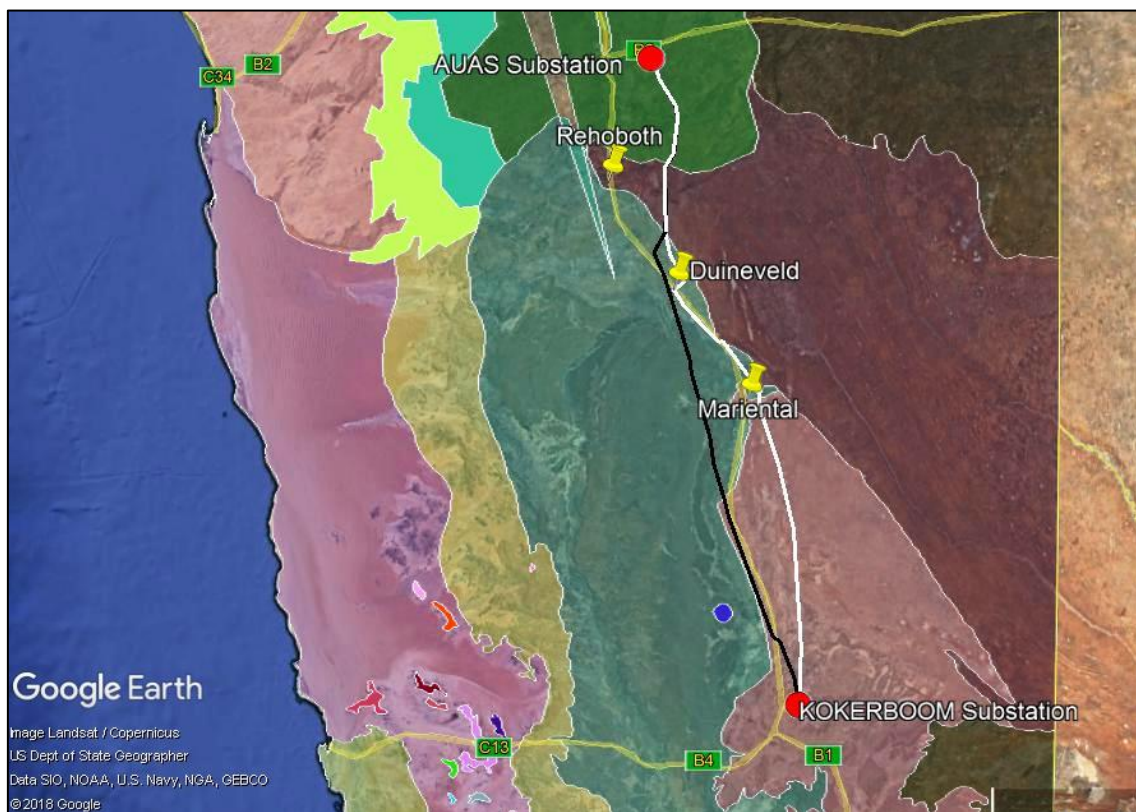 C34
B2
B6
AUAS Substation
Rehoboth
Duineveld
Mariental
KOKERBOOM Substation
C13
B4
B1
Google Earth
Image Landsat / Copernicus
US Dept of State Geographer
Data SIO, NOAA, U.S. Navy, NGA, GEBCO
© 2018 Google